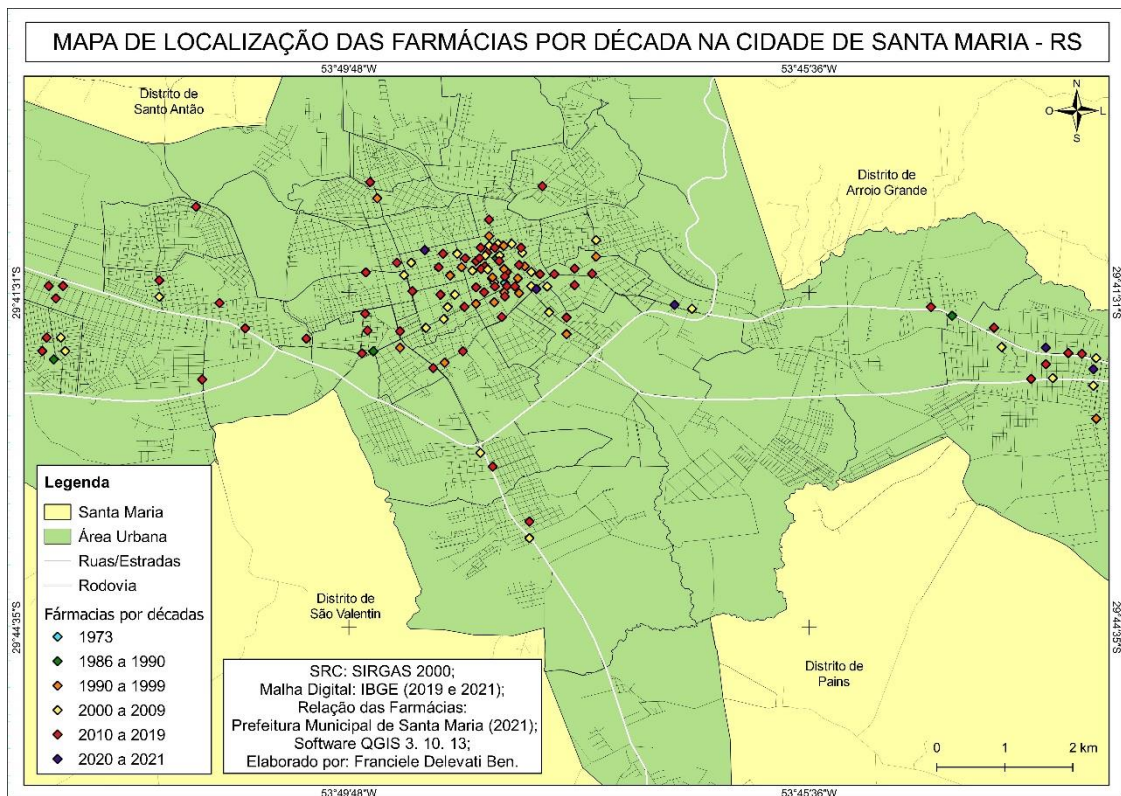 MAPA DE LOCALIZAÇÃO DAS FARMÁCIAS POR DÉCADA NA CIDADE DE SANTA MARIA - RS
53°49'48"W
53°45'36"W
Distrito de
Santo Antão
N
O
L
S
Distrito de
Arroio Grande
29°41'31"S
29°41'31"S
Legenda
Santa Maria
Área Urbana
Ruas/Estradas
Rodovia
Fármacias por décadas
1973
1986 a 1990
1990 a 1999
2000 a 2009
2010 a 2019
2020 a 2021
Distrito de
São Valentin
29°44'35"S
29°44'35"S
SRC: SIRGAS 2000;
Malha Digital: IBGE (2019 e 2021);
Relação das Farmácias:
Prefeitura Municipal de Santa Maria (2021);
Software QGIS 3. 10. 13;
Elaborado por: Franciele Delevati Ben.
Distrito de
Pains
0 1 2 km
53°49'48"W
53°45'36"W